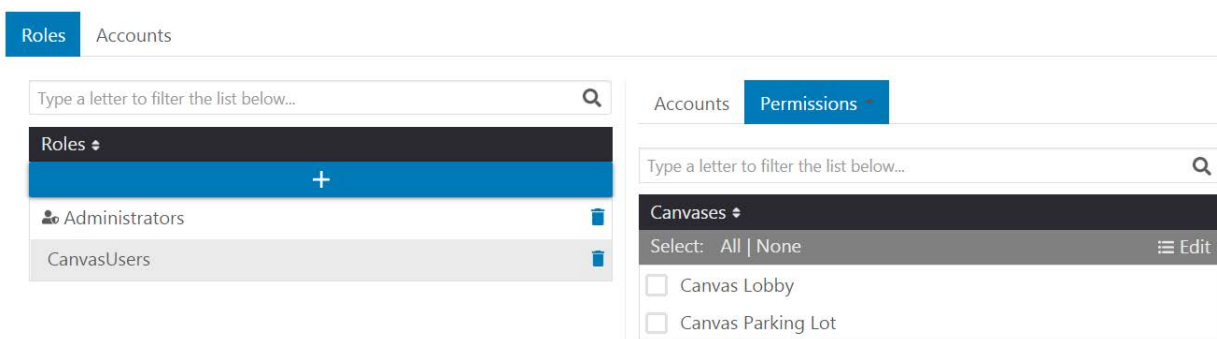 Roles Accounts
Type a letter to filter the list below...
Roles
Administrators
CanvasUsers
Accounts Permissions
Type a letter to filter the list below...
Canvases
Select: All | None Edit
Canvas Lobby
Canvas Parking Lot